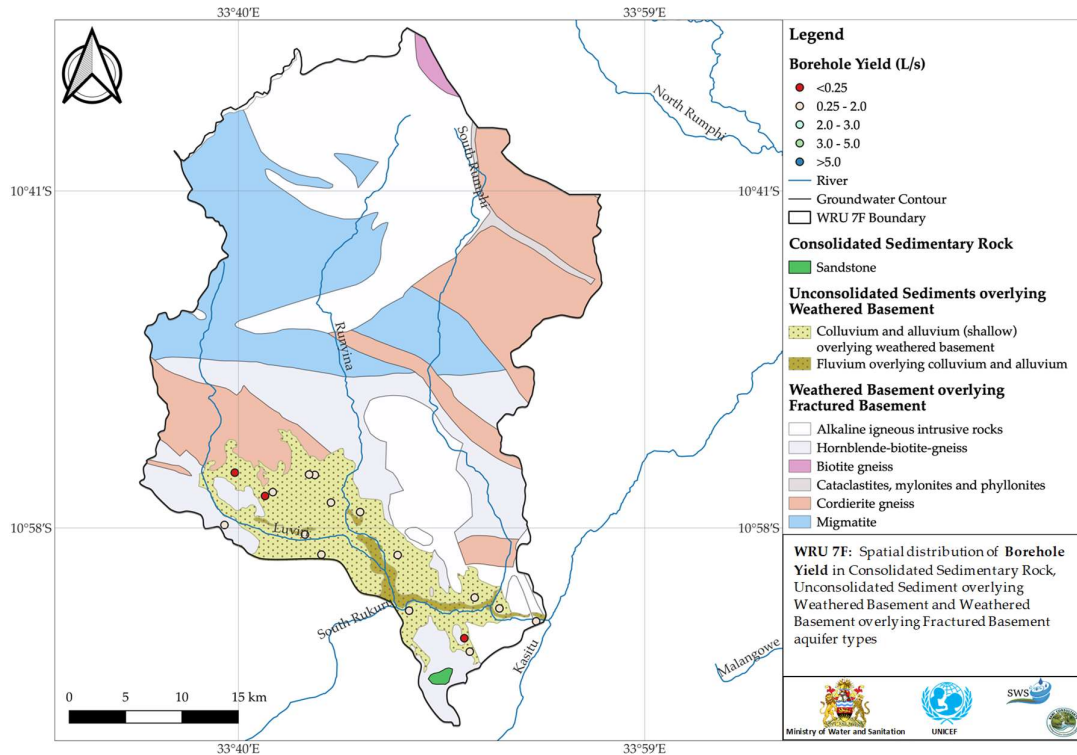 33°40'E
33°59'E
10°41'S
10°41'S
10°58'S
10°58'S
33°40'E
33°59'E
North Rumphi
South Rumphi
Runyina
South Rukuru
Kasitu
Malangowe
0 5 10 15 km
Legend
Borehole Yield (L/s)
<0.25
0.25 - 2.0
2.0 - 3.0
3.0 - 5.0
>5.0
River
Groundwater Contour
WRU 7F Boundary
Consolidated Sedimentary Rock
Sandstone
Unconsolidated Sediments overlying
Weathered Basement
Colluvium and alluvium (shallow)
overlying weathered basement
Fluvium overlying colluvium and alluvium
Weathered Basement overlying
Fractured Basement
Alkaline igneous intrusive rocks
Hornblende-biotite-gneiss
Biotite gneiss
Cataclastites, mylonites and phyllonites
Cordierite gneiss
Migmatite
WRU 7F: Spatial distribution of Borehole
Yield in Consolidated Sedimentary Rock,
Unconsolidated Sediment overlying
Weathered Basement and Weathered
Basement overlying Fractured Basement
aquifer types
Ministry of Water and Sanitation
UNICEF
SWS